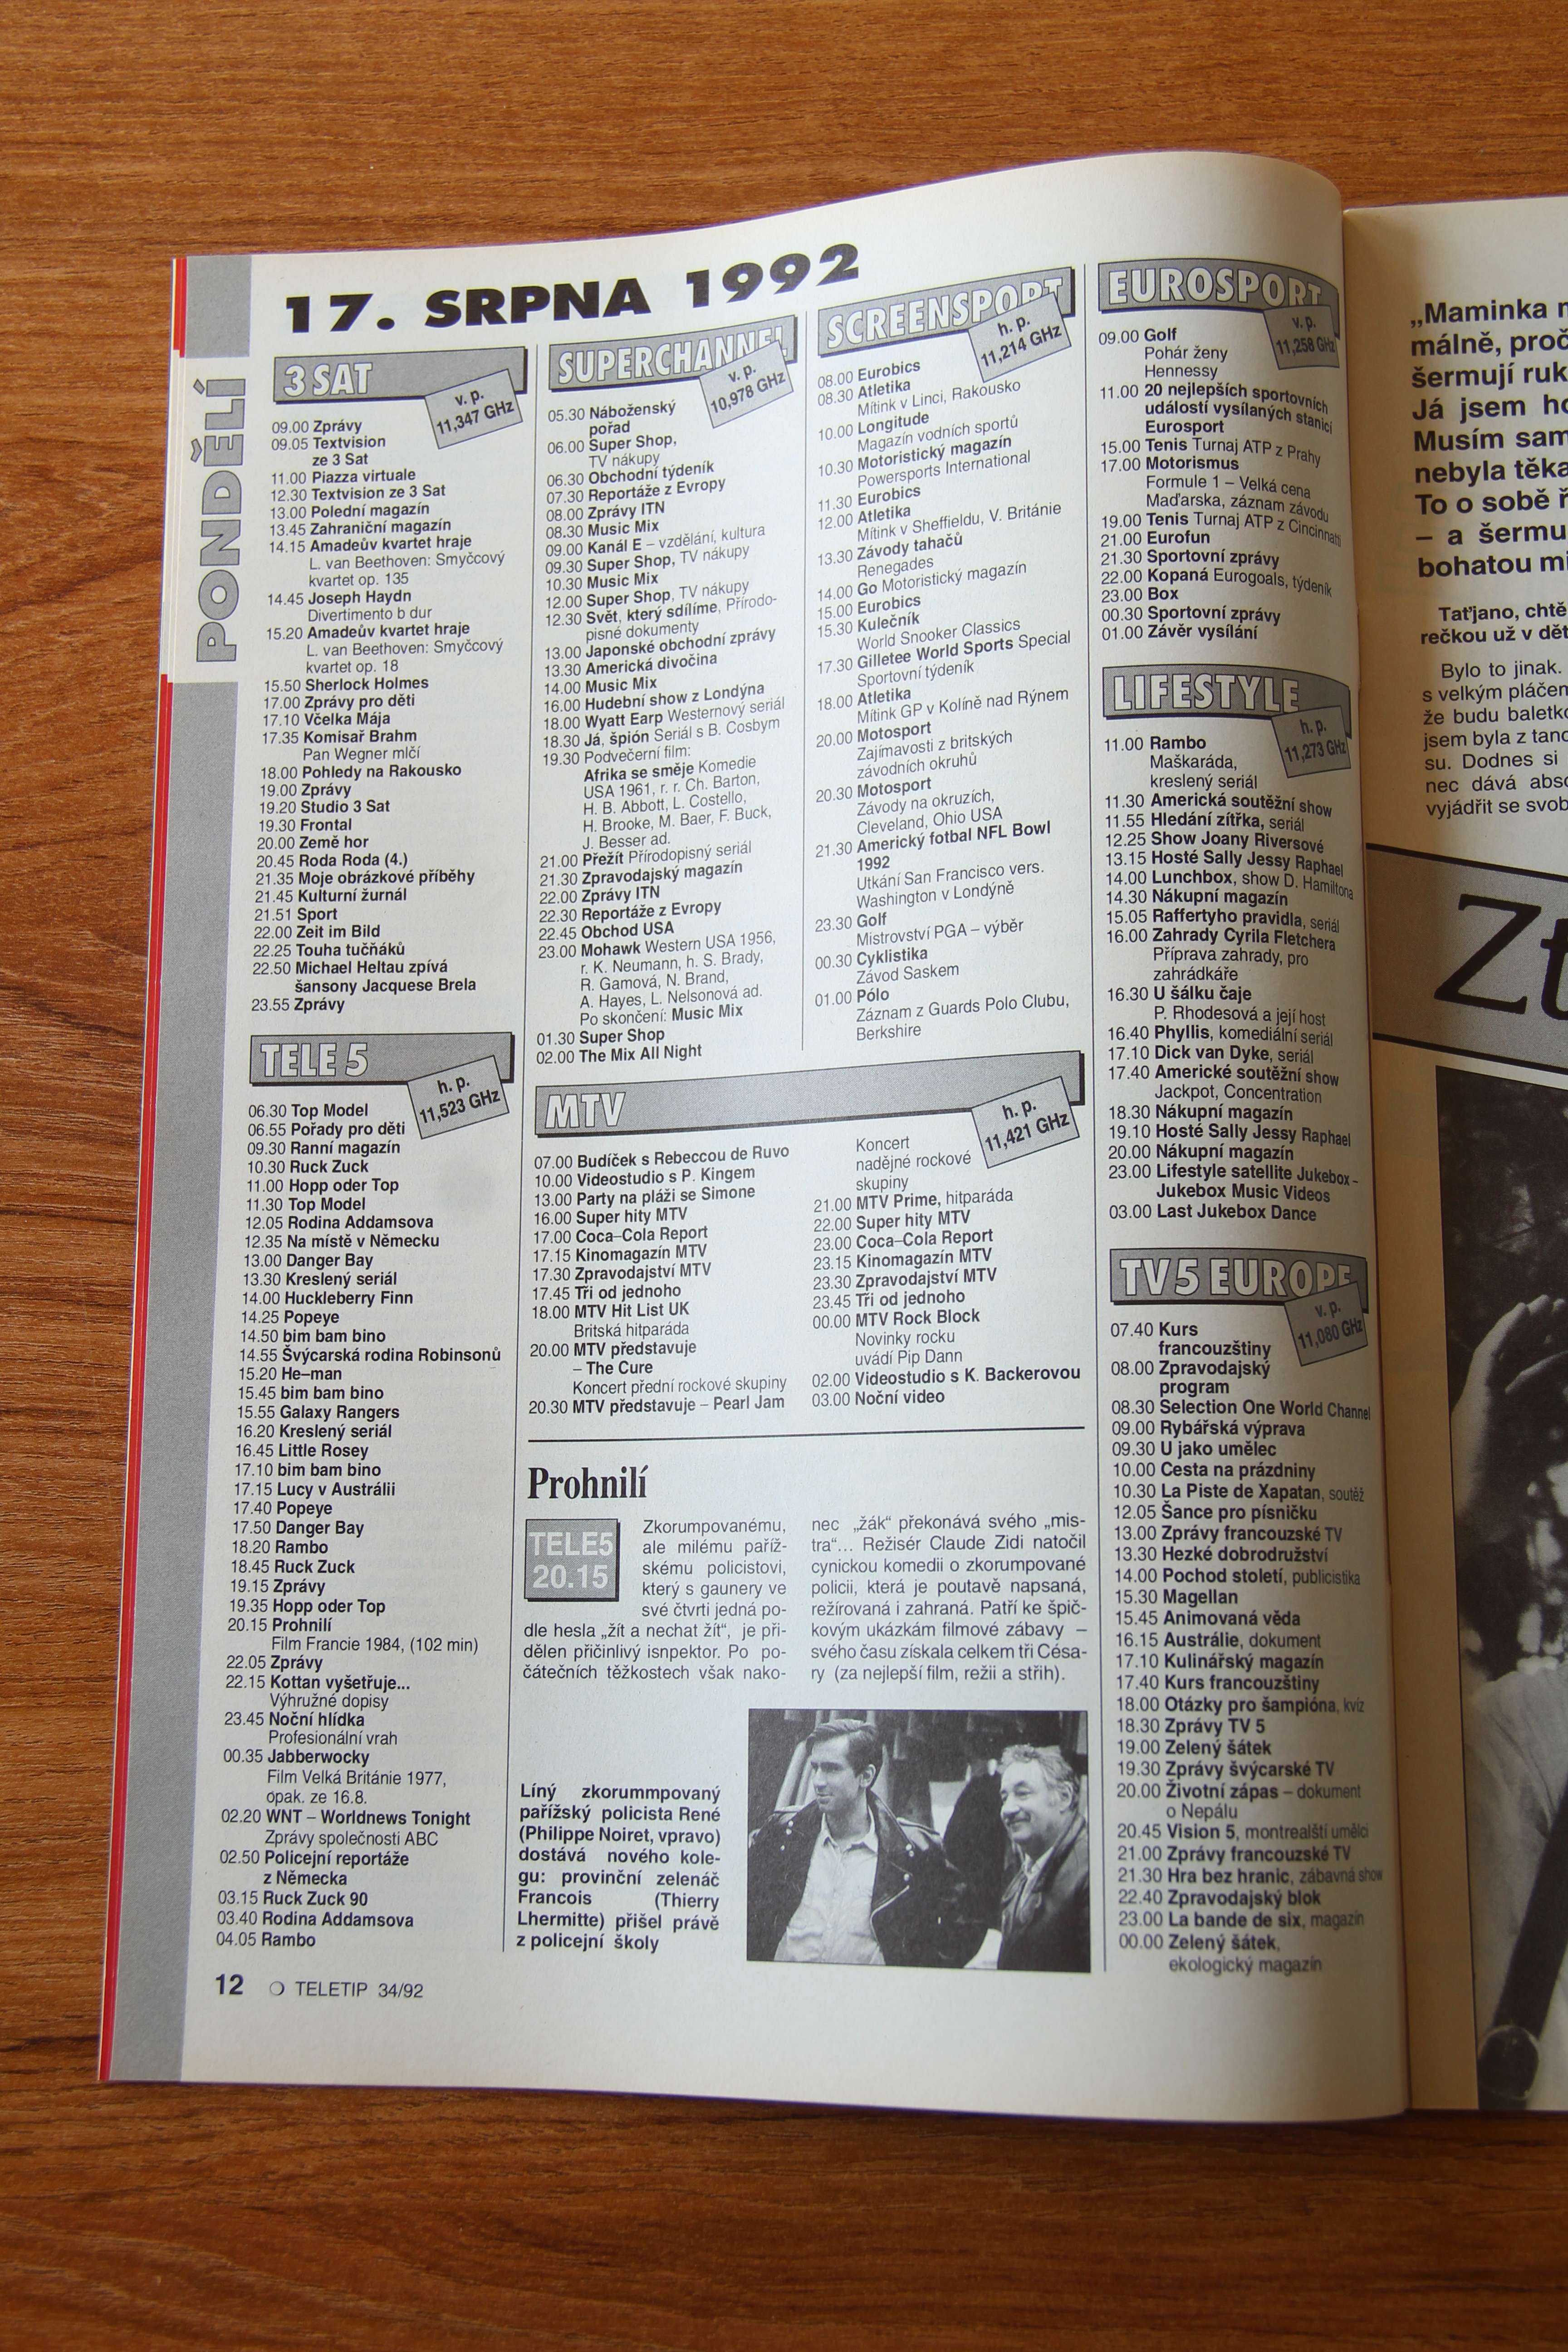 PONDĚLÍ
17. SRPNA 1992
3 SAT
v. p.
11,347 GHz
09.00 Zprávy
09.05 Textvision
ze 3 Sat
11.00 Piazza virtuale
12.30 Textvision ze 3 Sat
13.00 Polední magazín
13.45 Zahraniční magazín
14.15 Amadeův kvartet hraje
L. van Beethoven: Smyčcový
kvartet op. 135
14.45 Joseph Haydn
Divertimento b dur
15.20 Amadeův kvartet hraje
L. van Beethoven: Smyčcový
kvartet op. 18
15.50 Sherlock Holmes
17.00 Zprávy pro děti
17.10 Včelka Mája
17.35 Komisař Brahm
Pan Wegner mlčí
18.00 Pohledy na Rakousko
19.00 Zprávy
19.20 Studio 3 Sat
19.30 Frontal
20.00 Země hor
20.45 Roda Roda (4.)
21.35 Moje obrázkové příběhy
21.45 Kulturní žurnál
21.51 Sport
22.00 Zeit im Bild
22.25 Touha tučňáků
22.50 Michael Heltau zpívá
šansony Jacquese Brela
23.55 Zprávy
TELE 5
h. p.
11,523 GHz
06.30 Top Model
06.55 Pořady pro děti
09.30 Ranní magazín
10.30 Ruck Zuck
11.00 Hopp oder Top
11.30 Top Model
12.05 Rodina Addamsova
12.35 Na místě v Německu
13.00 Danger Bay
13.30 Kreslený seriál
14.00 Huckleberry Finn
14.25 Popeye
14.50 bim bam bino
14.55 Švýcarská rodina Robinsonů
15.20 He–man
15.45 bim bam bino
15.55 Galaxy Rangers
16.20 Kreslený seriál
16.45 Little Rosey
17.10 bim bam bino
17.15 Lucy v Austrálii
17.40 Popeye
17.50 Danger Bay
18.20 Rambo
18.45 Ruck Zuck
19.15 Zprávy
19.35 Hopp oder Top
20.15 Prohnilí
Film Francie 1984, (102 min)
22.05 Zprávy
22.15 Kottan vyšetřuje...
Výhružné dopisy
23.45 Noční hlídka
Profesionální vrah
00.35 Jabberwocky
Film Velká Británie 1977,
opak. ze 16.8.
02.20 WNT – Worldnews Tonight
Zprávy společnosti ABC
02.50 Policejní reportáže
z Německa
03.15 Ruck Zuck 90
03.40 Rodina Addamsova
04.05 Rambo
SUPERCHANNEL
v. p.
10,978 GHz
05.30 Náboženský
pořad
06.00 Super Shop,
TV nákupy
06.30 Obchodní týdeník
07.30 Reportáže z Evropy
08.00 Zprávy ITN
08.30 Music Mix
09.00 Kanál E – vzdělání, kultura
09.30 Super Shop, TV nákupy
10.30 Music Mix
12.00 Super Shop, TV nákupy
12.30 Svět, který sdílíme, Přírodo-
pisné dokumenty
13.00 Japonské obchodní zprávy
13.30 Americká divočina
14.00 Music Mix
16.00 Hudební show z Londýna
18.00 Wyatt Earp Westernový seriál
18.30 Já, špión Seriál s B. Cosbym
19.30 Podvečerní film:
Afrika se směje Komedie
USA 1961, r. r. Ch. Barton,
H. B. Abbott, L. Costello,
H. Brooke, M. Baer, F. Buck,
J. Besser ad.
21.00 Přežít Přírodopisný seriál
21.30 Zpravodajský magazín
22.00 Zprávy ITN
22.30 Reportáže z Evropy
22.45 Obchod USA
23.00 Mohawk Western USA 1956,
r. K. Neumann, h. S. Brady,
R. Gamová, N. Brand,
A. Hayes, L. Nelsonová ad.
Po skončení: Music Mix
01.30 Super Shop
02.00 The Mix All Night
SCREENSPORT
h. p.
11,214 GHz
08.00 Eurobics
08.30 Atletika
Mítink v Linci, Rakousko
10.00 Longitude
Magazín vodních sportů
10.30 Motoristický magazín
Powersports International
11.30 Eurobics
12.00 Atletika
Mítink v Sheffieldu, V. Británie
13.30 Závody tahačů
Renegades
14.00 Go Motoristický magazín
15.00 Eurobics
15.30 Kulečník
World Snooker Classics
17.30 Gilletee World Sports Special
Sportovní týdeník
18.00 Atletika
Mítink GP v Kolíně nad Rýnem
20.00 Motosport
Zajímavosti z britských
závodních okruhů
20.30 Motosport
Závody na okruzích,
Cleveland, Ohio USA
21.30 Americký fotbal NFL Bowl
1992
Utkání San Francisco vers.
Washington v Londýně
23.30 Golf
Mistrovství PGA – výběr
00.30 Cyklistika
Závod Saskem
01.00 Pólo
Záznam z Guards Polo Clubu,
Berkshire
MTV
h. p.
11,421 GHz
07.00 Budíček s Rebeccou de Ruvo
10.00 Videostudio s P. Kingem
13.00 Party na pláži se Simone
16.00 Super hity MTV
17.00 Coca–Cola Report
17.15 Kinomagazín MTV
17.30 Zpravodajství MTV
17.45 Tři od jednoho
18.00 MTV Hit List UK
Britská hitparáda
20.00 MTV představuje
– The Cure
Koncert přední rockové skupiny
20.30 MTV představuje – Pearl Jam
Koncert
nadějné rockové
skupiny
21.00 MTV Prime, hitparáda
22.00 Super hity MTV
23.00 Coca–Cola Report
23.15 Kinomagazín MTV
23.30 Zpravodajství MTV
23.45 Tři od jednoho
00.00 MTV Rock Block
Novinky rocku
uvádí Pip Dann
02.00 Videostudio s K. Backerovou
03.00 Noční video
Prohnilí
TELE5
20.15
Zkorumpovanému,
ale milému paříž-
skému policistovi,
který s gaunery ve
své čtvrti jedná po-
dle hesla „žít a nechat žít“, je při-
dělen přičinlivý isnpektor. Po po-
čátečních těžkostech však nako-
nec „žák“ překonává svého „mis-
tra“... Režisér Claude Zidi natočil
cynickou komedii o zkorumpované
policii, která je poutavě napsaná,
režírovaná i zahraná. Patří ke špič-
kovým ukázkám filmové zábavy –
svého času získala celkem tři Césa-
ry (za nejlepší film, režii a střih).
Líný zkorummpovaný
pařížský policista René
(Philippe Noiret, vpravo)
dostává nového kole-
gu: provinční zelenáč
Francois (Thierry
Lhermitte) přišel právě
z policejní školy
EUROSPORT
v. p.
11,258 GHz
09.00 Golf
Pohár ženy
Hennessy
11.00 20 nejlepších sportovních
událostí vysílaných stanicí
Eurosport
15.00 Tenis Turnaj ATP z Prahy
17.00 Motorismus
Formule 1 – Velká cena
Maďarska, záznam závodu
19.00 Tenis Turnaj ATP z Cincinnatti
21.00 Eurofun
21.30 Sportovní zprávy
22.00 Kopaná Eurogoals, týdeník
23.00 Box
00.30 Sportovní zprávy
01.00 Závěr vysílání
LIFESTYLE
h. p.
11,273 GHz
11.00 Rambo
Maškaráda,
kreslený seriál
11.30 Americká soutěžní show
11.55 Hledání zítřka, seriál
12.25 Show Joany Riversové
13.15 Hosté Sally Jessy Raphael
14.00 Lunchbox, show D. Hamiltona
14.30 Nákupní magazín
15.05 Raffertyho pravidla, seriál
16.00 Zahrady Cyrila Fletchera
Příprava zahrady, pro
zahrádkáře
16.30 U šálku čaje
P. Rhodesová a její host
16.40 Phyllis, komediální seriál
17.10 Dick van Dyke, seriál
17.40 Americké soutěžní show
Jackpot, Concentration
18.30 Nákupní magazín
19.10 Hosté Sally Jessy Raphael
20.00 Nákupní magazín
23.00 Lifestyle satellite Jukebox –
Jukebox Music Videos
03.00 Last Jukebox Dance
TV5 EUROPE
v. p.
11,080 GHz
07.40 Kurs
francouzštiny
08.00 Zpravodajský
program
08.30 Selection One World Channel
09.00 Rybářská výprava
09.30 U jako umělec
10.00 Cesta na prázdniny
10.30 La Piste de Xapatan, soutěž
12.05 Šance pro písničku
13.00 Zprávy francouzské TV
13.30 Hezké dobrodružství
14.00 Pochod století, publicistika
15.30 Magellan
15.45 Animovaná věda
16.15 Austrálie, dokument
17.10 Kulinářský magazín
17.40 Kurs francouzštiny
18.00 Otázky pro šampióna, kvíz
18.30 Zprávy TV 5
19.00 Zelený šátek
19.30 Zprávy švýcarské TV
20.00 Životní zápas – dokument
o Nepálu
20.45 Vision 5, montrealští umělci
21.00 Zprávy francouzské TV
21.30 Hra bez hranic, zábavná show
22.40 Zpravodajský blok
23.00 La bande de six, magazín
00.00 Zelený šátek,
ekologický magazín
12 TELETIP 34/92
„Maminka
málně,
šermují
Já jsem
Musím
nebyla
To o sobě
– a
bohatou
Taťjano,
rečkou už v
Bylo to jinak.
s velkým
že budu
jsem byla z
su. Dodnes si
nec dává
vyjádřit se